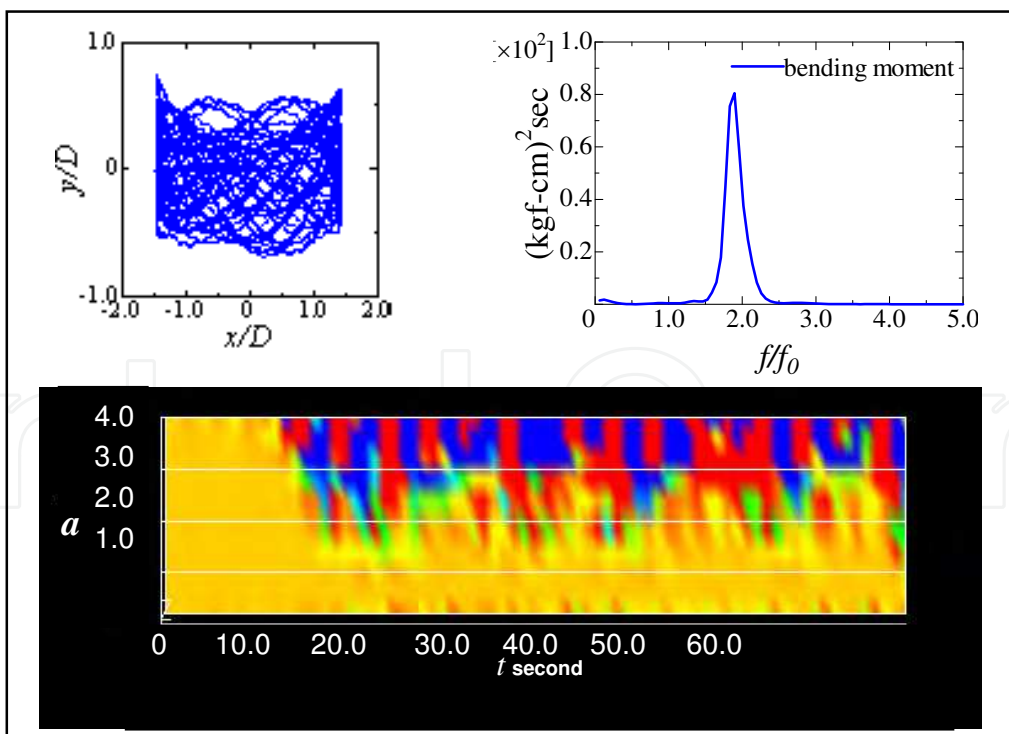 1.0
y/D
0
-1.0
-2.0 -1.0 0 1.0 2.0
x/D
[×10²] 1.0
bending moment
0.8
0.6
0.4
0.2
(kgf-cm)² sec
0 1.0 2.0 3.0 4.0 5.0
f/f₀
4.0
3.0
2.0
a
1.0
0 10.0 20.0 30.0 40.0 50.0 60.0
t second